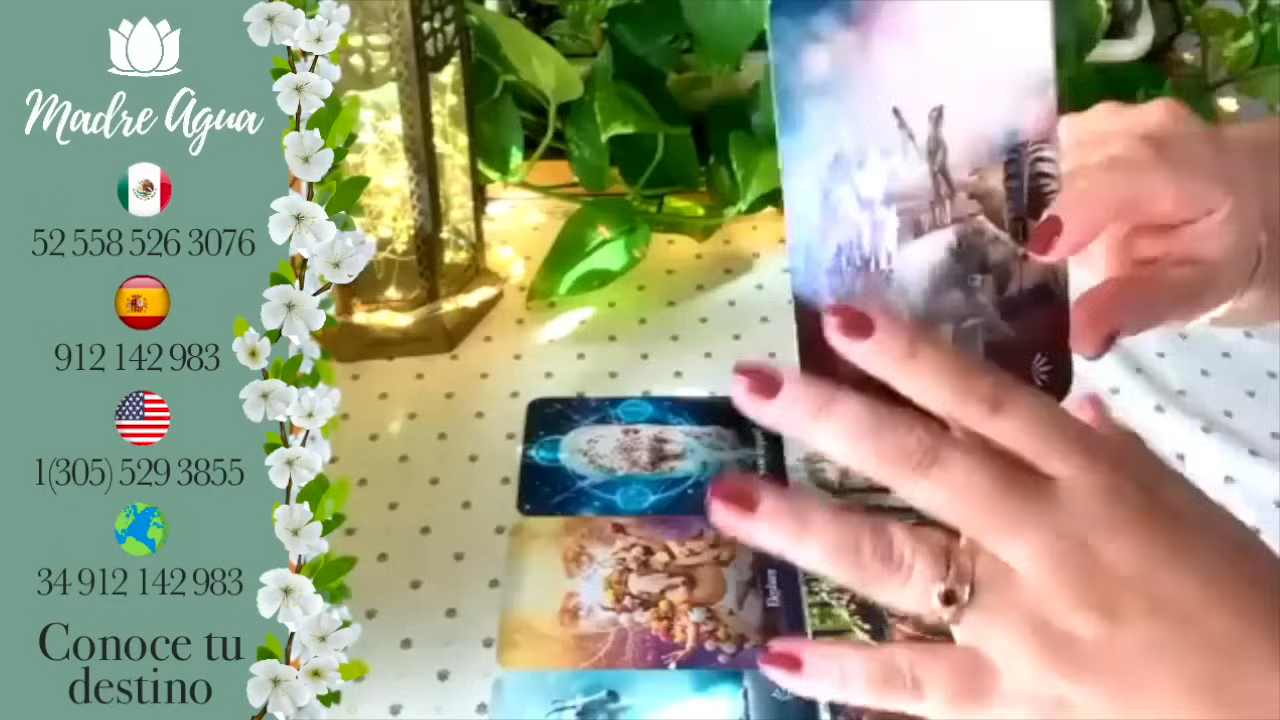 Madre Agua
52 558 526 3076
912 142 983
1(305) 529 3855
34 912 142 983
Conoce tu
destino